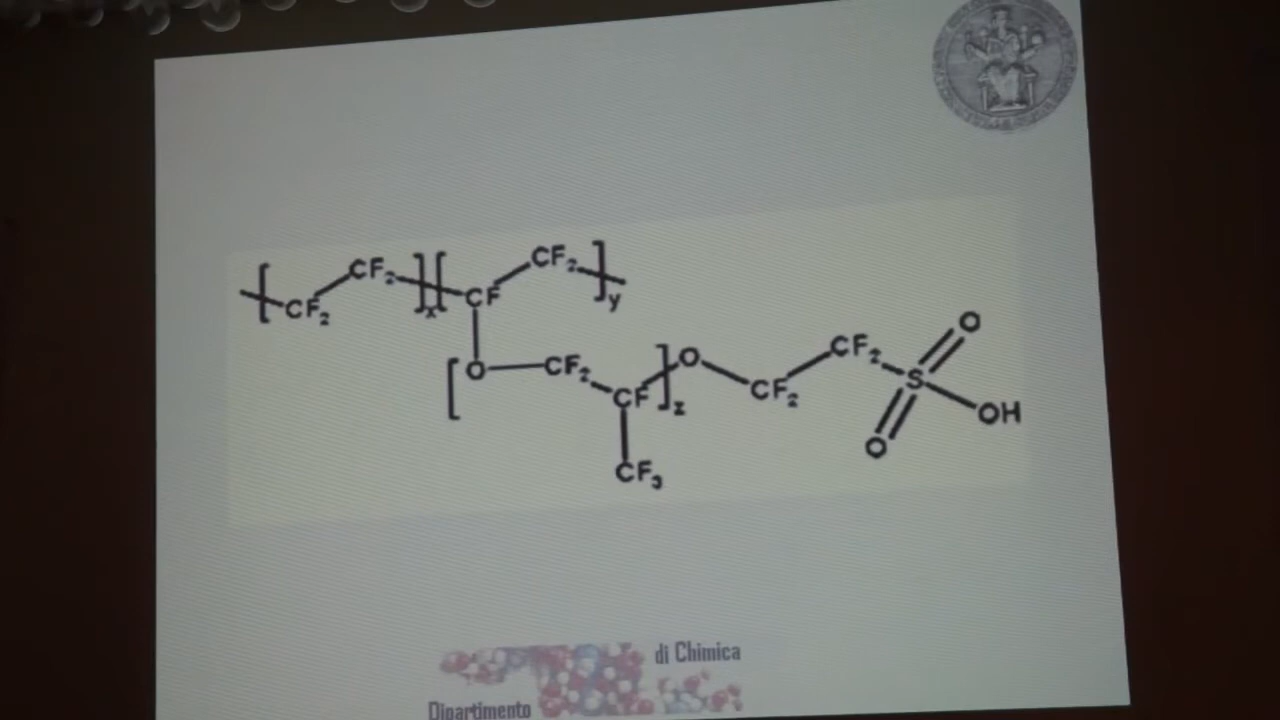 [ CF₂ CF₂ ]x [ CF CF₂ ]y
[ O CF₂ CF ]z O CF₂ CF₂ S O O OH
CF₃
di Chimica
Dipartimento